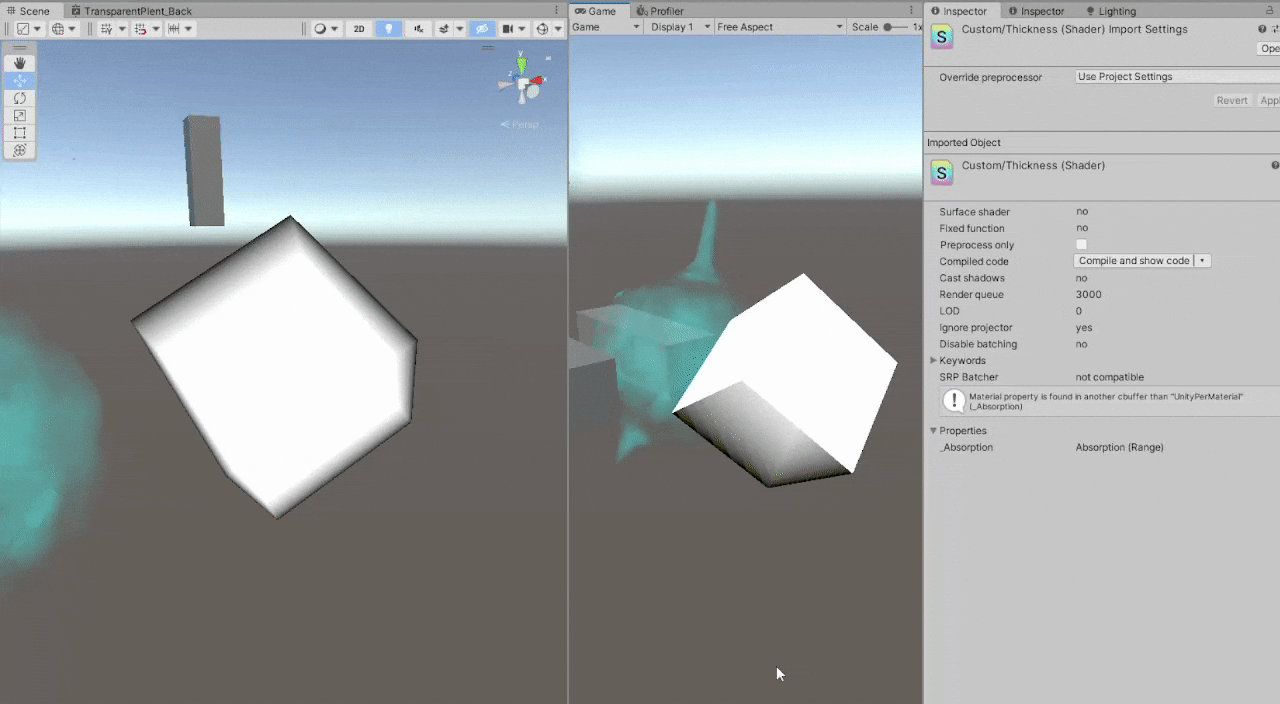 Scene
TransparentPlent_Back
2D
y
z
x
Persp
Game
Profiler
Game
Display 1
Free Aspect
Scale
1x
Inspector
Inspector
Lighting
S
Custom/Thickness (Shader) Import Settings
Ope
Override preprocessor
Use Project Settings
Revert
Appl
Imported Object
S
Custom/Thickness (Shader)
Surface shader no
Fixed function no
Preprocess only
Compiled code Compile and show code
Cast shadows no
Render queue 3000
LOD 0
Ignore projector yes
Disable batching no
Keywords
SRP Batcher not compatible
Material property is found in another cbuffer than "UnityPerMaterial"
(_Absorption)
Properties
_Absorption Absorption (Range)